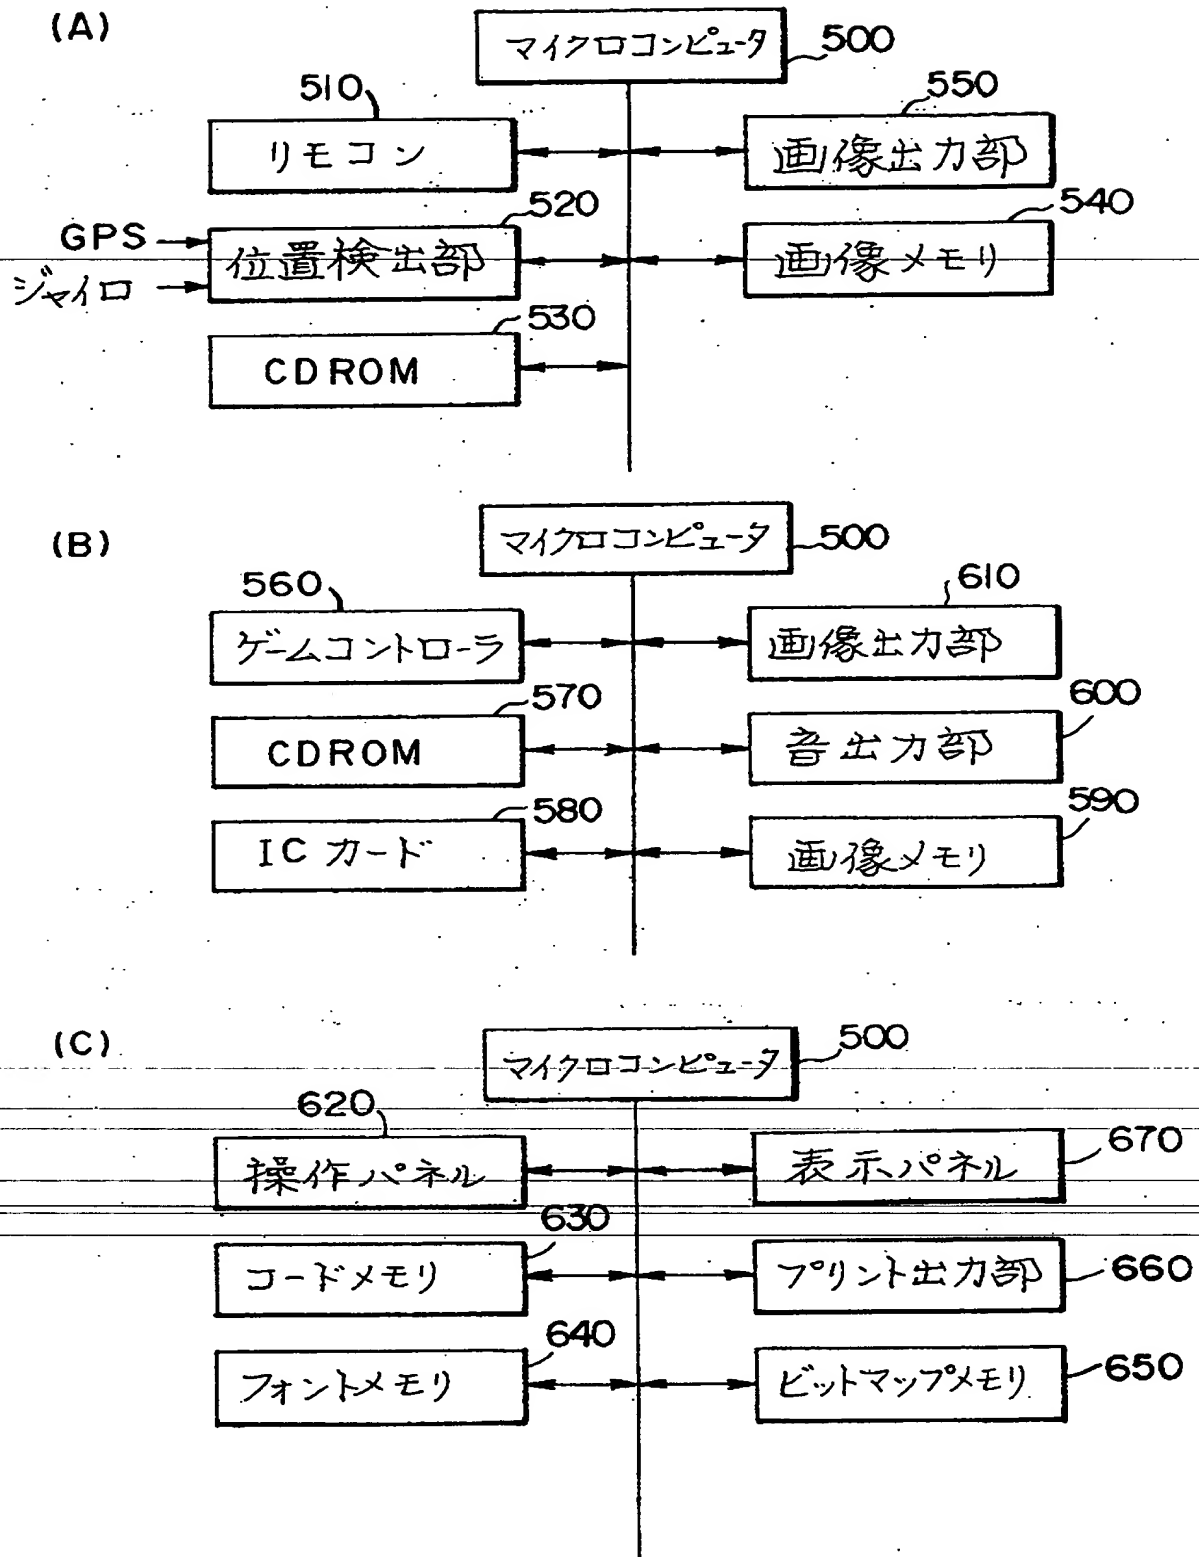 (A)
マイクロコンピュータ 500
510
リモコン
550
画像出力部
520
GPS
ジャイロ
位置検出部
540
画像メモリ
530
CDROM
(B)
マイクロコンピュータ 500
560
ゲームコントローラ
610
画像出力部
570
CDROM
600
音出力部
580
ICカード
590
画像メモリ
(C)
マイクロコンピュータ 500
620
操作パネル
670
表示パネル
630
コードメモリ
プリント出力部 660
640
フォントメモリ
ビットマップメモリ 650